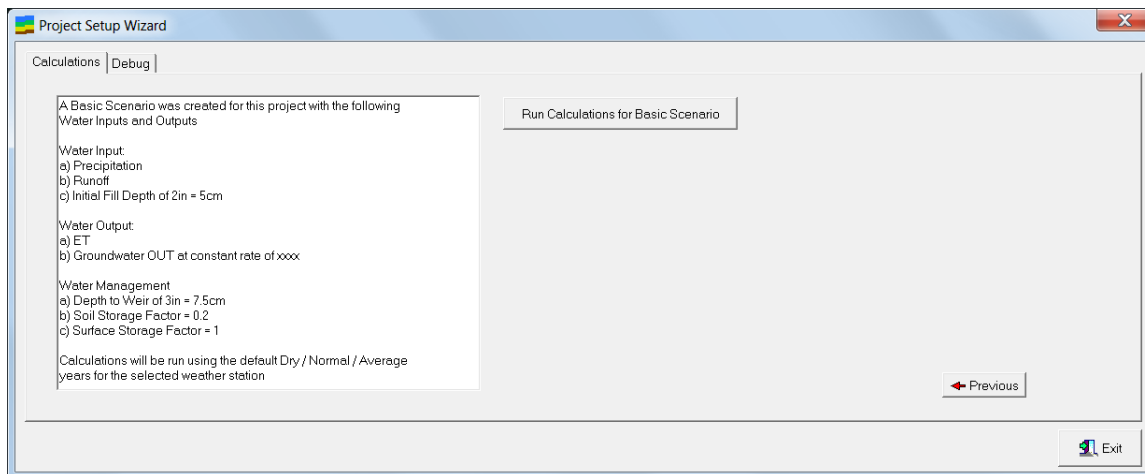 Project Setup Wizard
Calculations
Debug
A Basic Scenario was created for this project with the following
Water Inputs and Outputs
Water Input:
a) Precipitation
b) Runoff
c) Initial Fill Depth of 2in = 5cm
Water Output:
a) ET
b) Groundwater OUT at constant rate of xxxx
Water Management
a) Depth to Weir of 3in = 7.5cm
b) Soil Storage Factor = 0.2
c) Surface Storage Factor = 1
Calculations will be run using the default Dry / Normal / Average
years for the selected weather station
Run Calculations for Basic Scenario
Previous
Exit